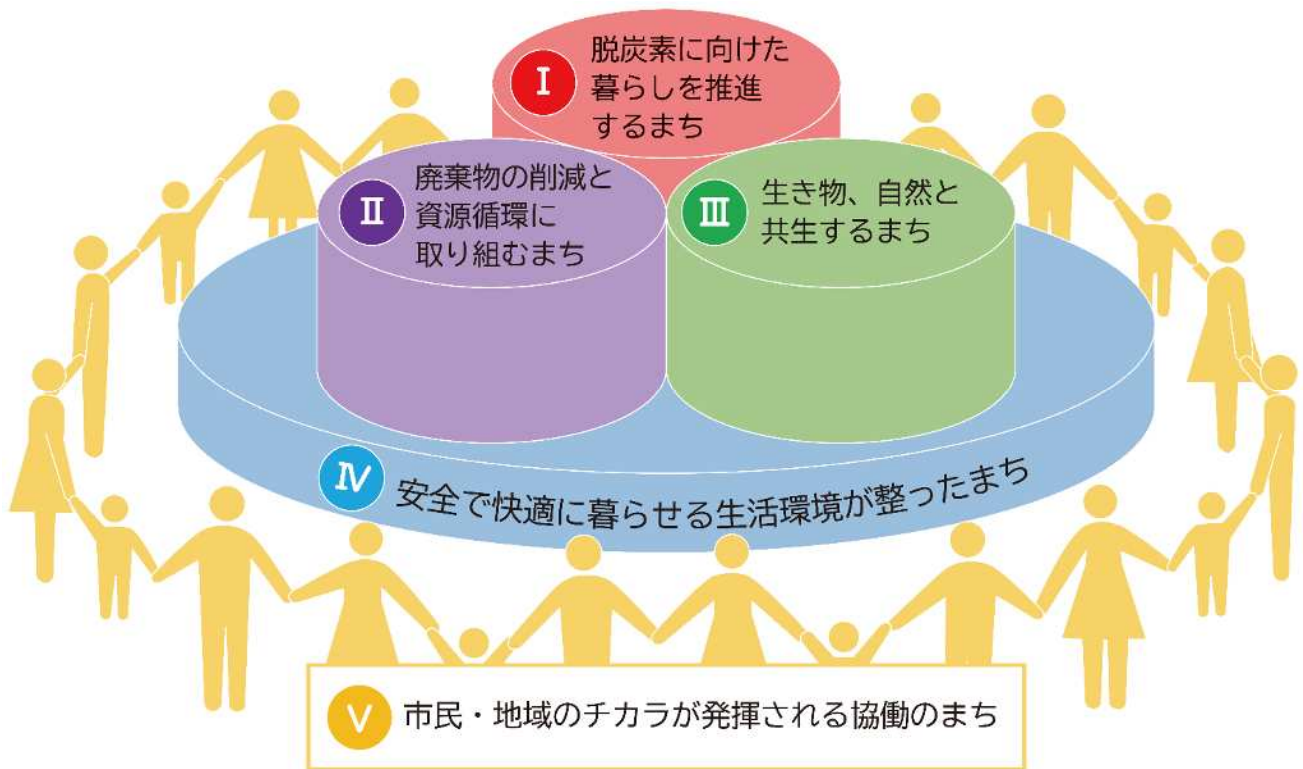 Ⅰ
脱炭素に向けた
暮らしを推進
するまち
Ⅱ
廃棄物の削減と
資源循環に
取り組むまち
Ⅲ
生き物、自然と
共生するまち
Ⅳ 安全で快適に暮らせる生活環境が整ったまち
Ⅴ 市民・地域のチカラが発揮される協働のまち